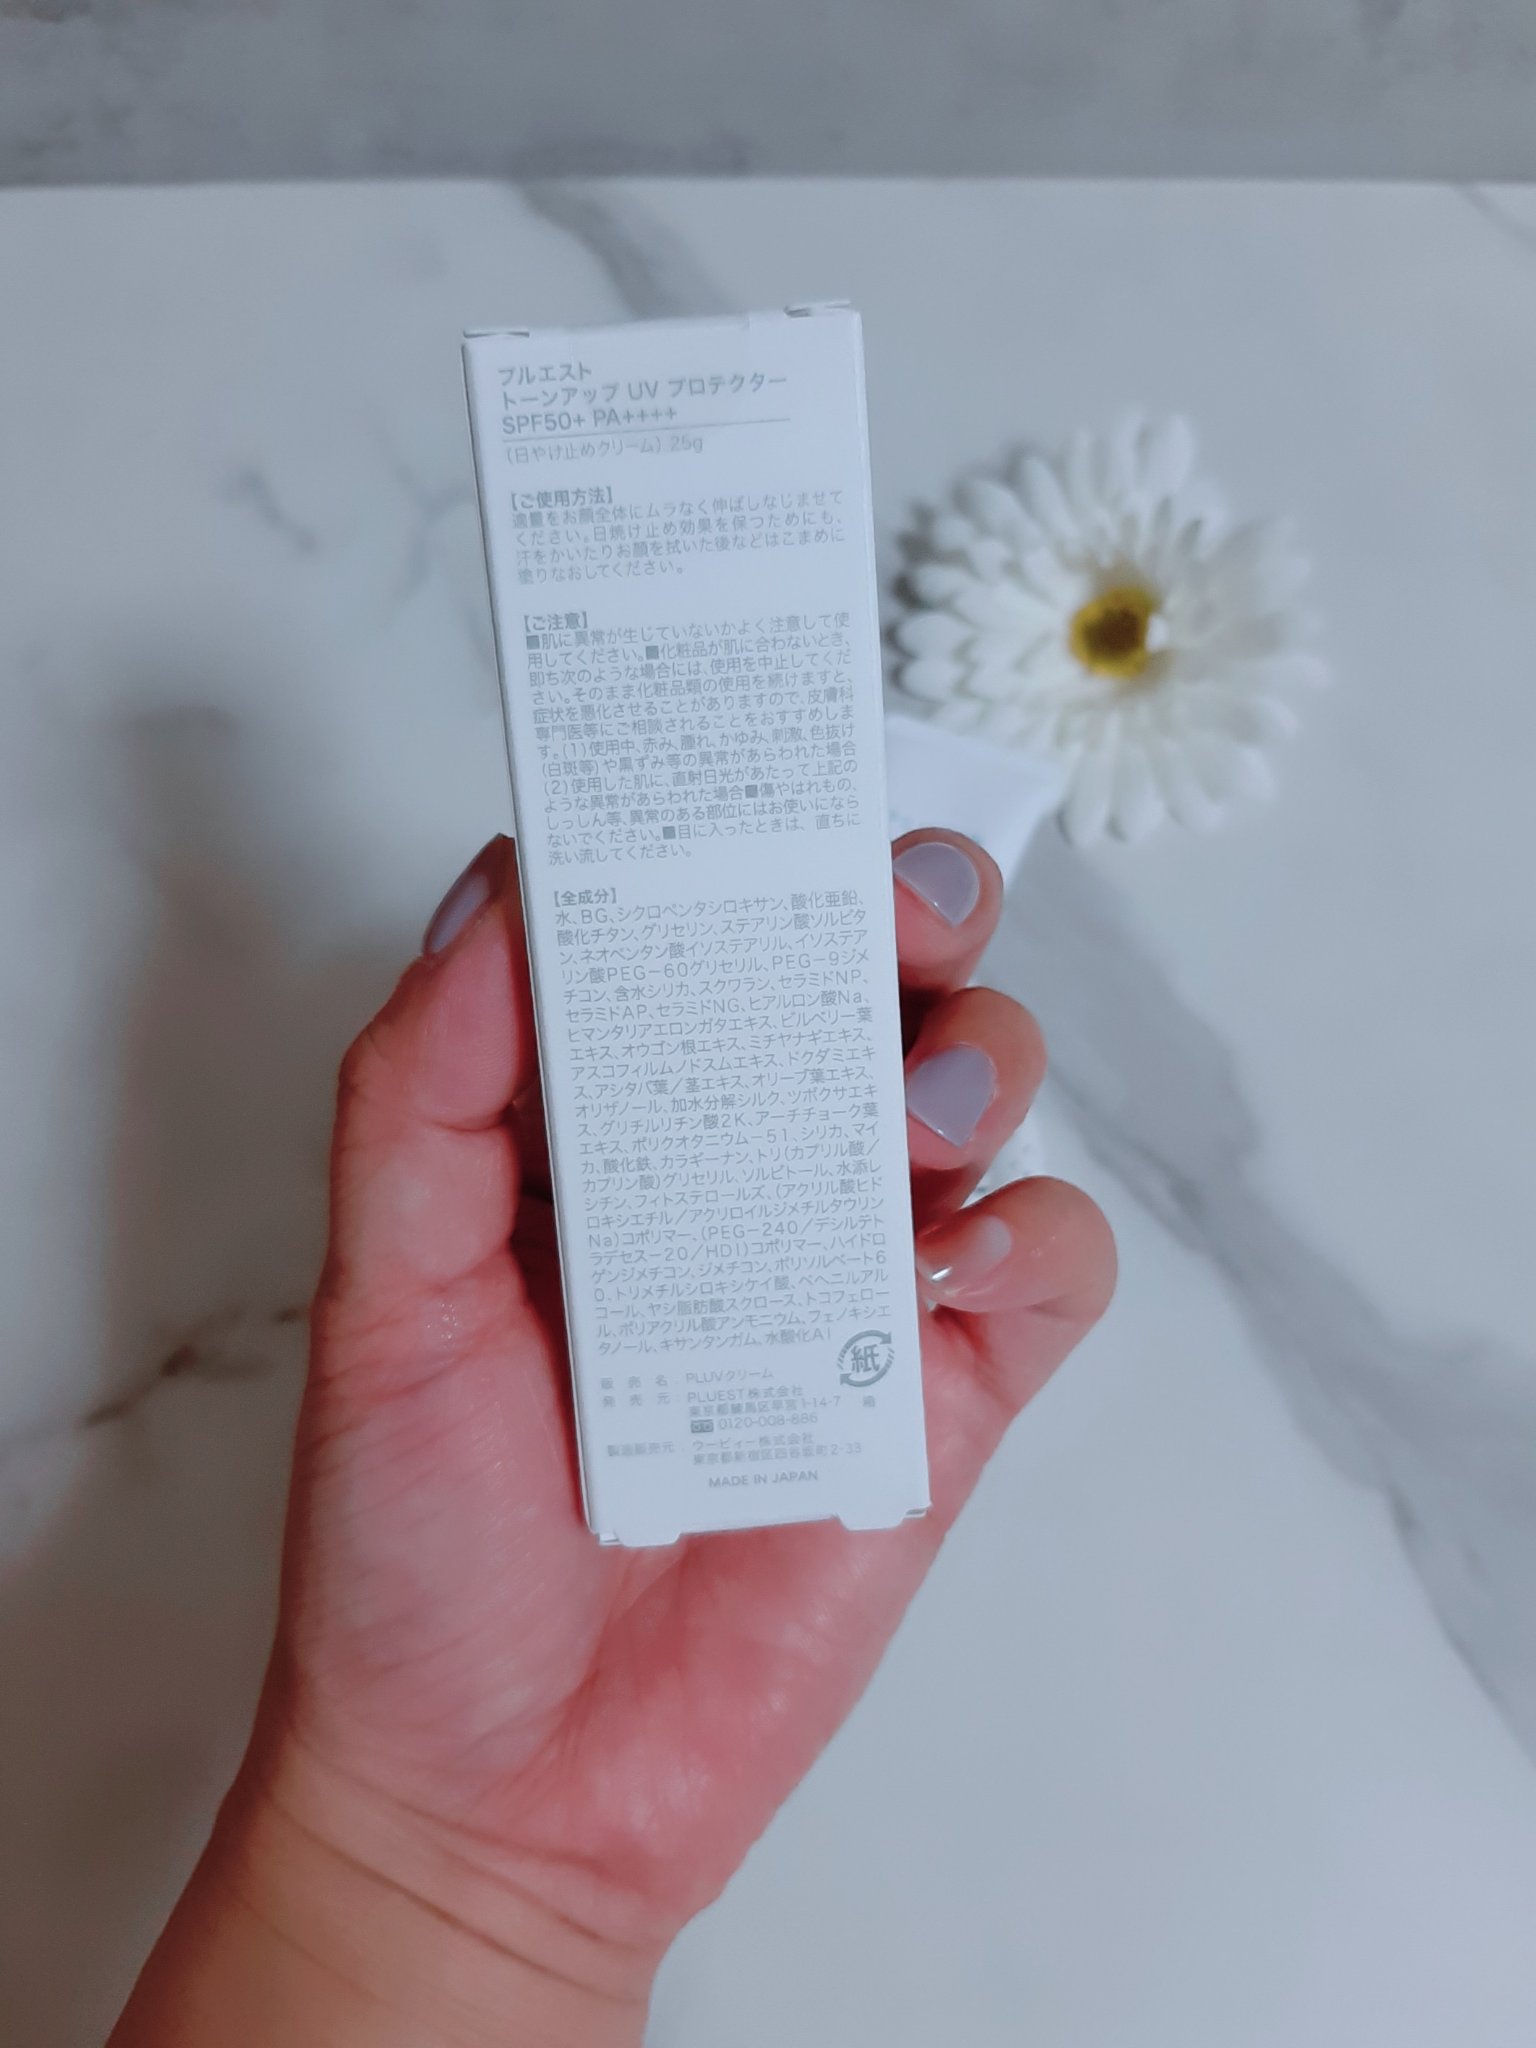 プルエスト
トーンアップ UV プロテクター
SPF50+ PA++++
(日やけ止めクリーム) 25g
【ご使用方法】
適量をお顔全体にムラなく伸ばしなじませて
ください。日焼け止め効果を保つためにも、
汗をかいたりお顔を拭いた後などはこまめに
塗りなおしてください。
【ご注意】
■肌に異常が生じていないかよく注意して使
用してください。■化粧品が肌に合わないとき、
即ち次のような場合には、使用を中止してくだ
さい。そのまま化粧品類の使用を続けますと、
症状を悪化させることがありますので、皮膚科
専門医等にご相談されることをおすすめしま
す。(1)使用中、赤み、腫れ、かゆみ、刺激、色抜け
(白斑等)や黒ずみ等の異常があらわれた場合
(2)使用した肌に、直射日光があたって上記の
ような異常があらわれた場合■傷やはれもの、
しっしん等、異常のある部位にはお使いになら
ないでください。■目に入ったときは、直ちに
洗い流してください。
【全成分】
水、BG、シクロペンタシロキサン、酸化亜鉛、
酸化チタン、グリセリン、ステアリン酸ソルビタ
ン、ネオペンタン酸イソステアリル、イソステア
リン酸PEG-60グリセリル、PEG-9ジメ
チコン、含水シリカ、スクワラン、セラミドNP、
セラミドAP、セラミドNG、ヒアルロン酸Na、
ヒマンタリアエロンガタエキス、ビルベリー葉
エキス、オウゴン根エキス、ミチヤナギエキス、
アスコフィルムノドスムエキス、ドクダミエキ
ス、アシタバ葉/茎エキス、オリーブ葉エキス、
オリザノール、加水分解シルク、ツボクサエキ
ス、グリチルリチン酸2K、アーチチョーク葉
エキス、ポリクオタニウム-51、シリカ、マイ
カ、酸化鉄、カラギーナン、トリ(カプリル酸/
カプリン酸)グリセリル、ソルビトール、水添レ
シチン、フィトステロールズ、(アクリル酸ヒド
ロキシエチル/アクリロイルジメチルタウリン
Na)コポリマー、(PEG-240/デシルテト
ラデセス-20/HDI)コポリマー、ハイドロ
ゲンジメチコン、ジメチコン、ポリソルベート6
0、トリメチルシロキシケイ酸、ベヘニルアル
コール、ヤシ脂肪酸スクロース、トコフェロー
ル、ポリアクリル酸アンモニウム、フェノキシエ
タノール、キサンタンガム、水酸化Al
紙
箱
販売名:PLUVクリーム
発売元:PLUEST株式会社
東京都練馬区早宮1-14-7
0120-008-886
製造販売元:ウービィー株式会社
東京都新宿区四谷坂町2-33
MADE IN JAPAN